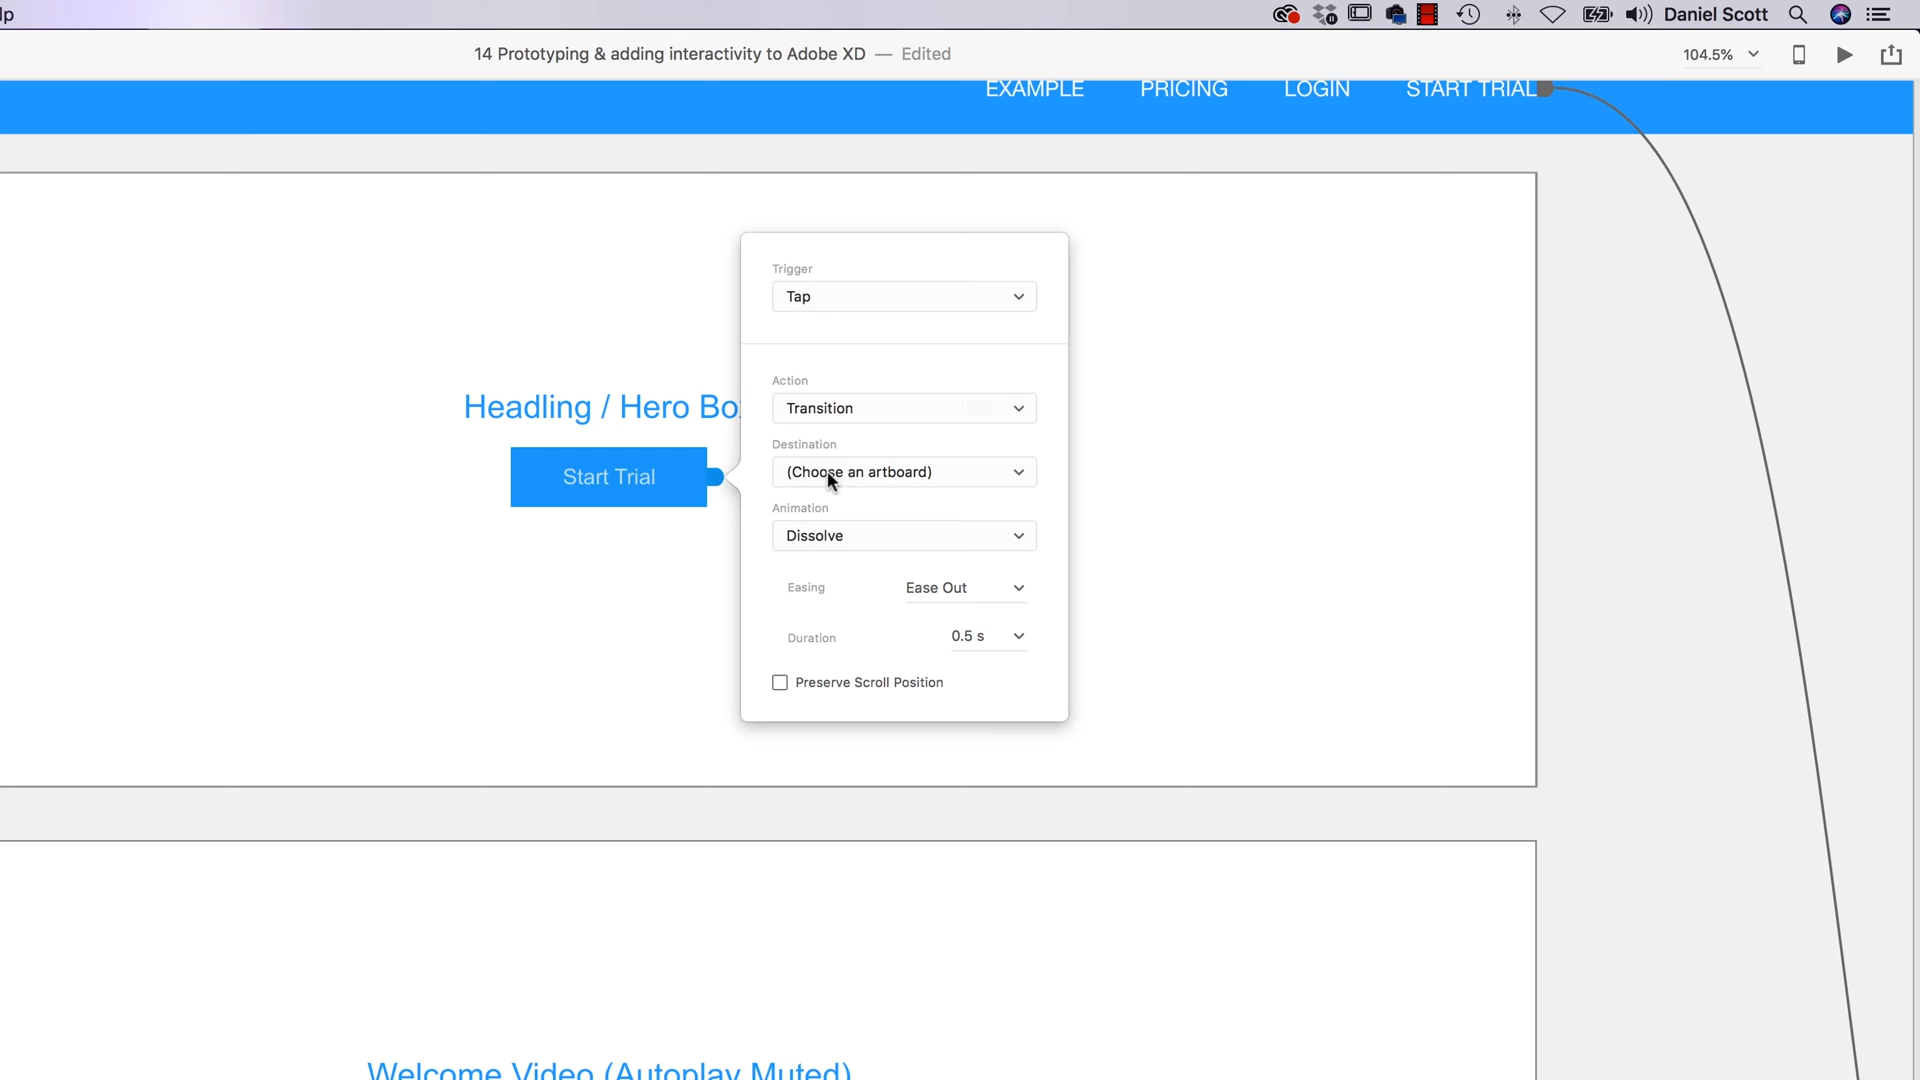 lp
Daniel Scott
14 Prototyping & adding interactivity to Adobe XD — Edited
104.5%
EXAMPLE PRICING LOGIN START TRIAL
Trigger
Tap
Action
Transition
Destination
(Choose an artboard)
Animation
Dissolve
Easing Ease Out
Duration 0.5 s
Preserve Scroll Position
Headling / Hero Bo
Start Trial
Welcome Video (Autoplay Muted)